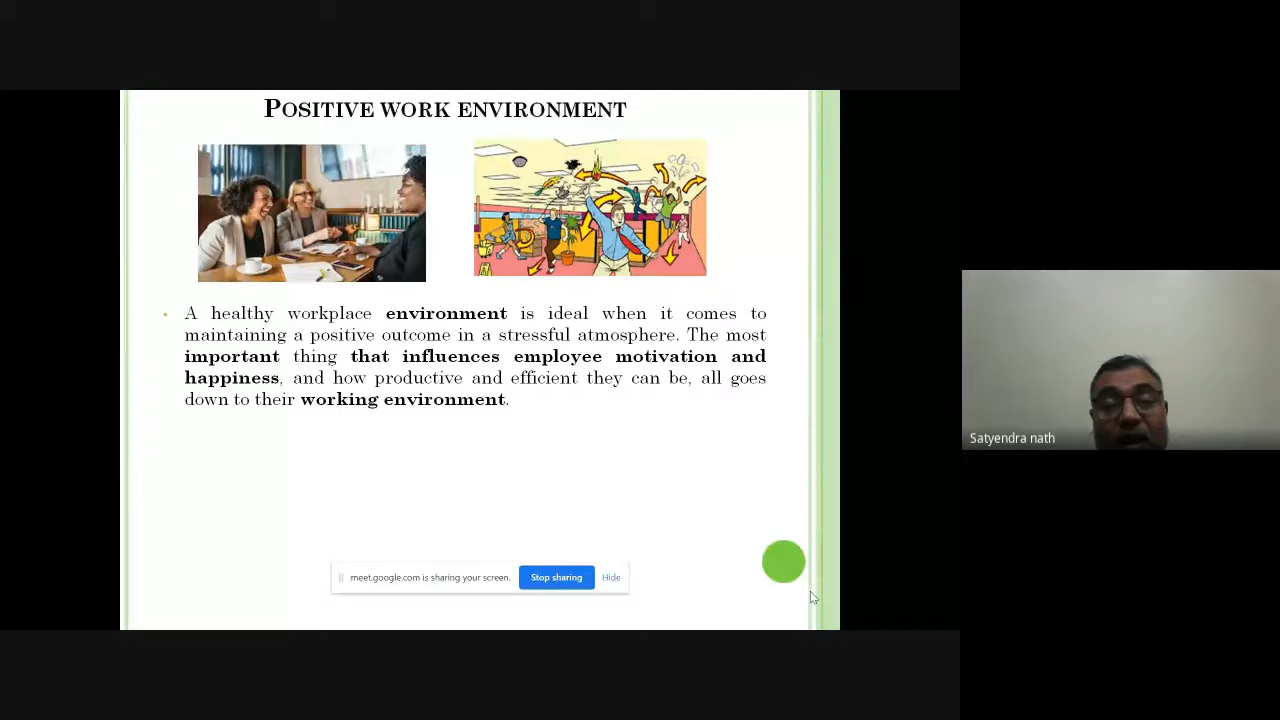 POSITIVE WORK ENVIRONMENT
• A healthy workplace environment is ideal when it comes to
maintaining a positive outcome in a stressful atmosphere. The most
important thing that influences employee motivation and
happiness, and how productive and efficient they can be, all goes
down to their working environment.
meet.google.com is sharing your screen. Stop sharing Hide
Satyendra nath